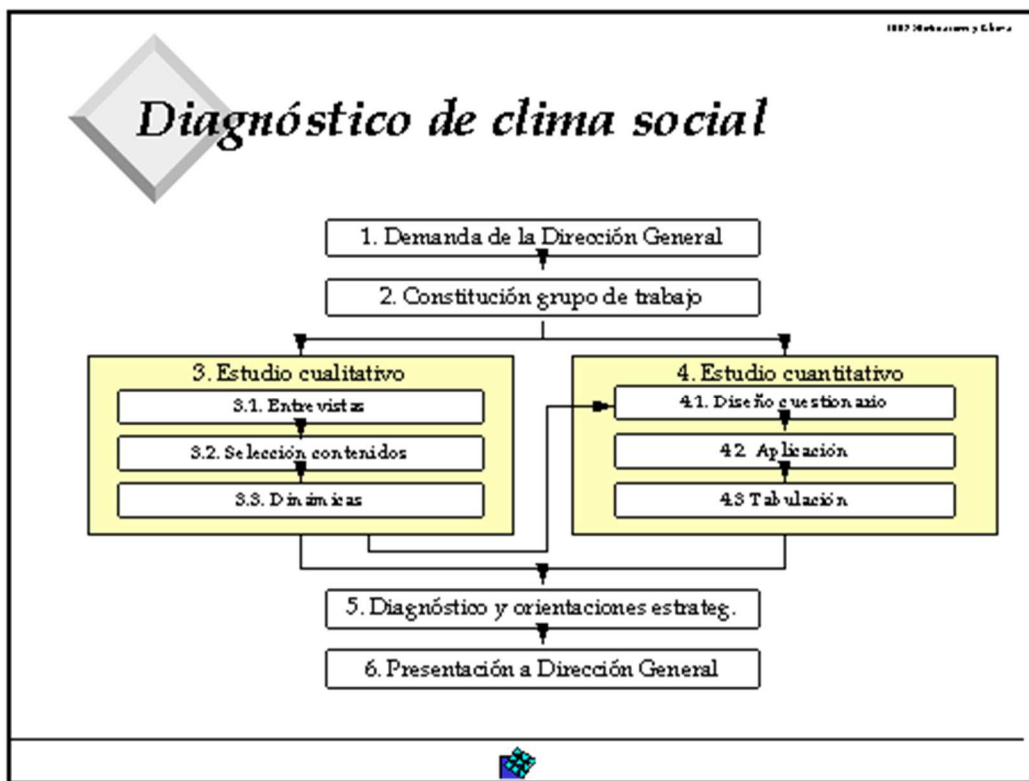 Diagnóstico de clima social
1. Demanda de la Dirección General
2. Constitución grupo de trabajo
3. Estudio cualitativo
3.1. Entrevistas
3.2. Selección contenidos
3.3. Dinámicas
4. Estudio cuantitativo
4.1. Diseño cuestionario
4.2 Aplicación
4.3 Tabulación
5. Diagnóstico y orientaciones estrateg.
6. Presentación a Dirección General